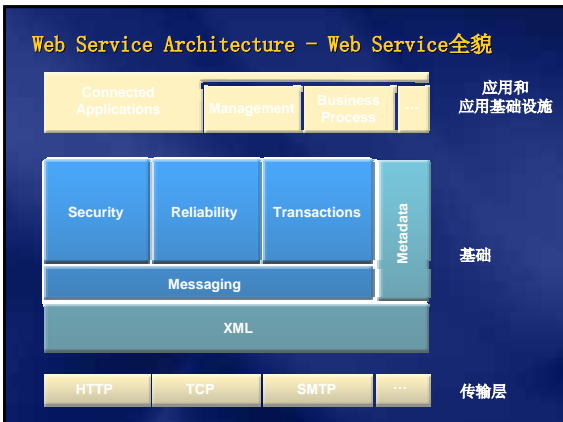 Web Service Architecture - Web Service全貌
Connected
Applications
Management
Business
Process
...
应用和
应用基础设施
Security
Reliability
Transactions
Metadata
基础
Messaging
XML
HTTP
TCP
SMTP
...
传输层